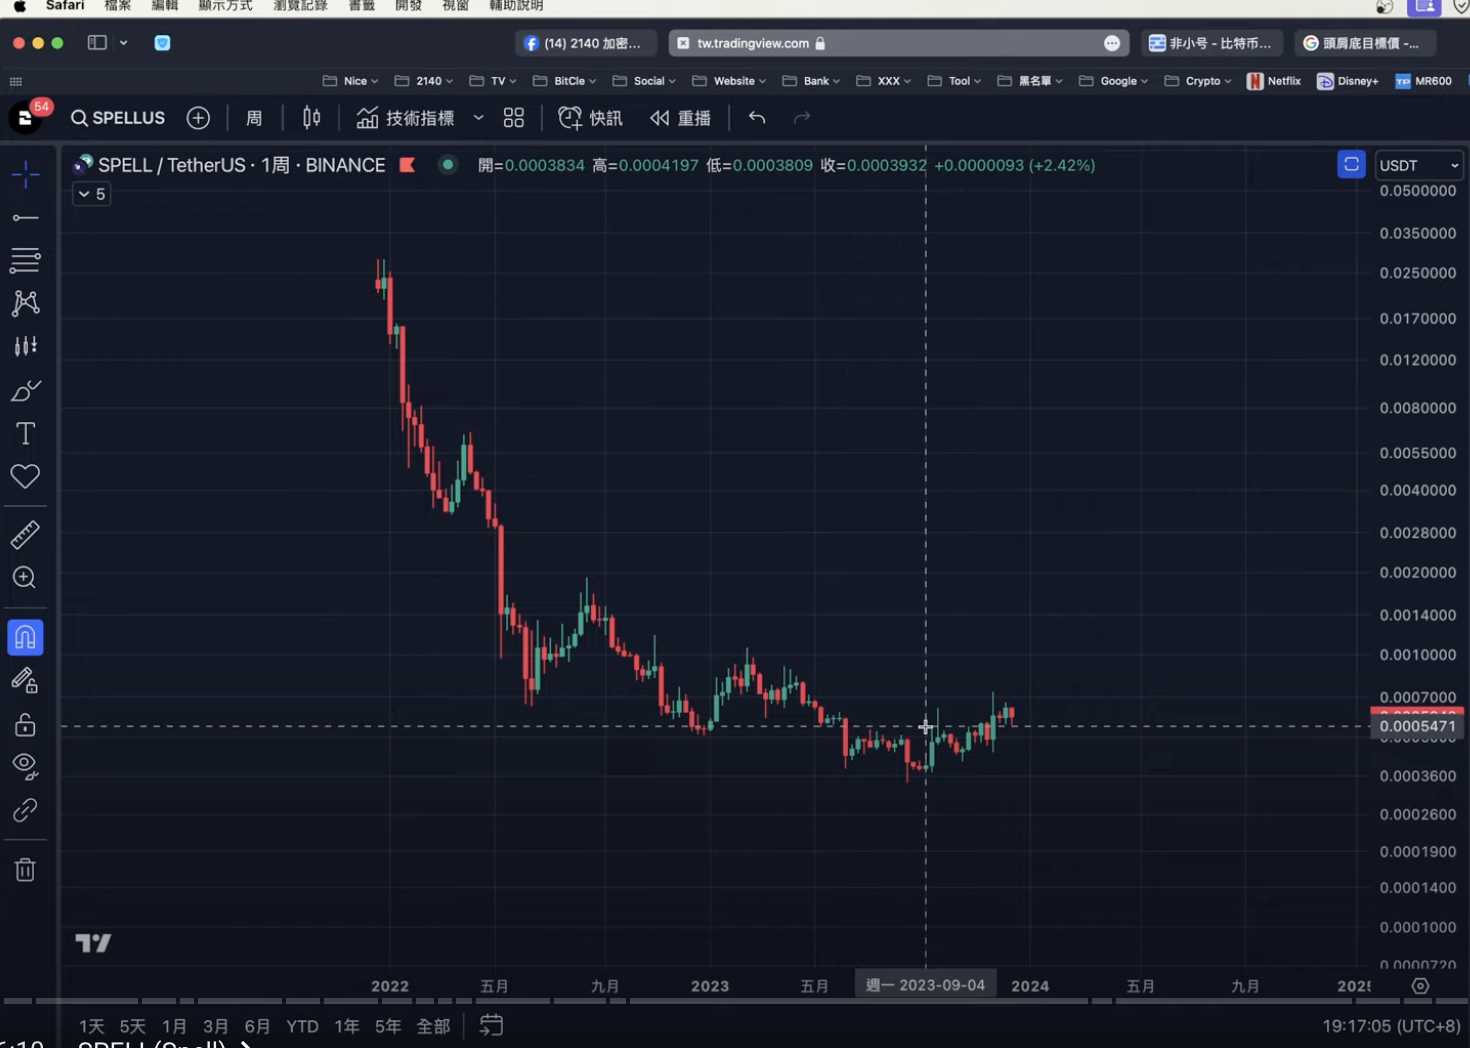 Safari 檔案 編輯 顯示方式 瀏覽記錄 書籤 開發 視窗 輔助說明
(14) 2140 加密... tw.tradingview.com 非小号 - 比特币... 頭肩底目標價 -...
Nice 2140 TV BitCle Social Website Bank XXX Tool 黑名單 Google Crypto Netflix Disney+ TP MR600
54 SPELLUS 周 技術指標 快訊 重播
SPELL / TetherUS · 1周 · BINANCE 開=0.0003834 高=0.0004197 低=0.0003809 收=0.0003932 +0.0000093 (+2.42%) USDT
5
0.0500000
0.0350000
0.0250000
0.0170000
0.0120000
0.0080000
0.0055000
0.0040000
0.0028000
0.0020000
0.0014000
0.0010000
0.0007000
0.0005471
0.0003600
0.0002600
0.0001900
0.0001400
0.0001000
0.0000720
2022 五月 九月 2023 五月 週一 2023-09-04 2024 五月 九月
1天 5天 1月 3月 6月 YTD 1年 5年 全部 19:17:05 (UTC+8)
SPELL(Spell)